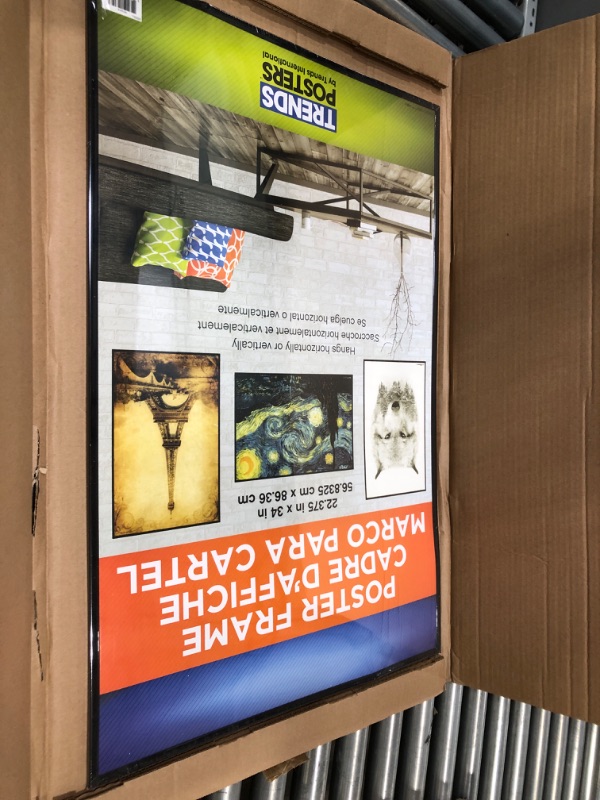 POSTER FRAME
CADRE D'AFFICHE
MARCO PARA CARTEL
22.375 in x 34 in
56.8325 cm x 86.36 cm
Hangs horizontally or vertically
S'accroche horizontalement et verticalement
Se cuelga horizontal o verticalmente
TRENDS
POSTERS
by Trends International